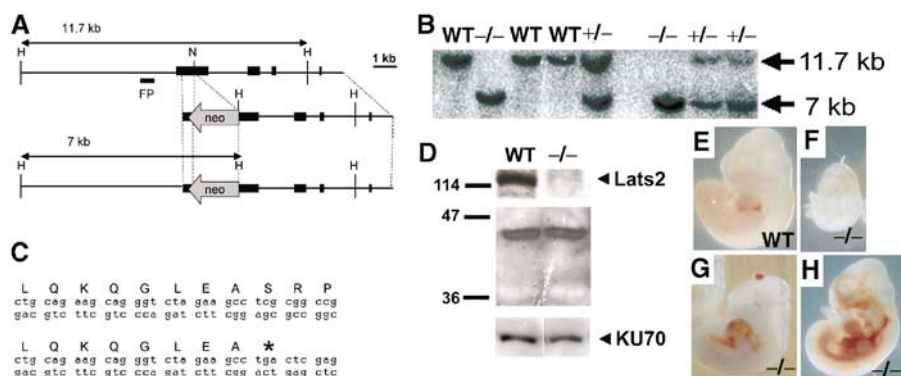 A
11.7 kb
H
N
H
1 kb
FP
H
H
neo
7 kb
H
H
H
neo
B
WT –/– WT WT +/– –/– +/– +/–
11.7 kb
7 kb
C
L Q K Q G L E A S R P
ctg cag aag cag ggt cta gaa gcc tcg cgg ccg
gac gtc ttc gtc cca gat ctt cgg agc gcc ggc
L Q K Q G L E A *
ctg cag aag cag ggt cta gaa gcc tga ctc gag
gac gtc ttc gtc cca gat ctt cgg act gag ctc
D
WT –/–
Lats2
114
47
36
KU70
E
WT
F
–/–
G
–/–
H
–/–